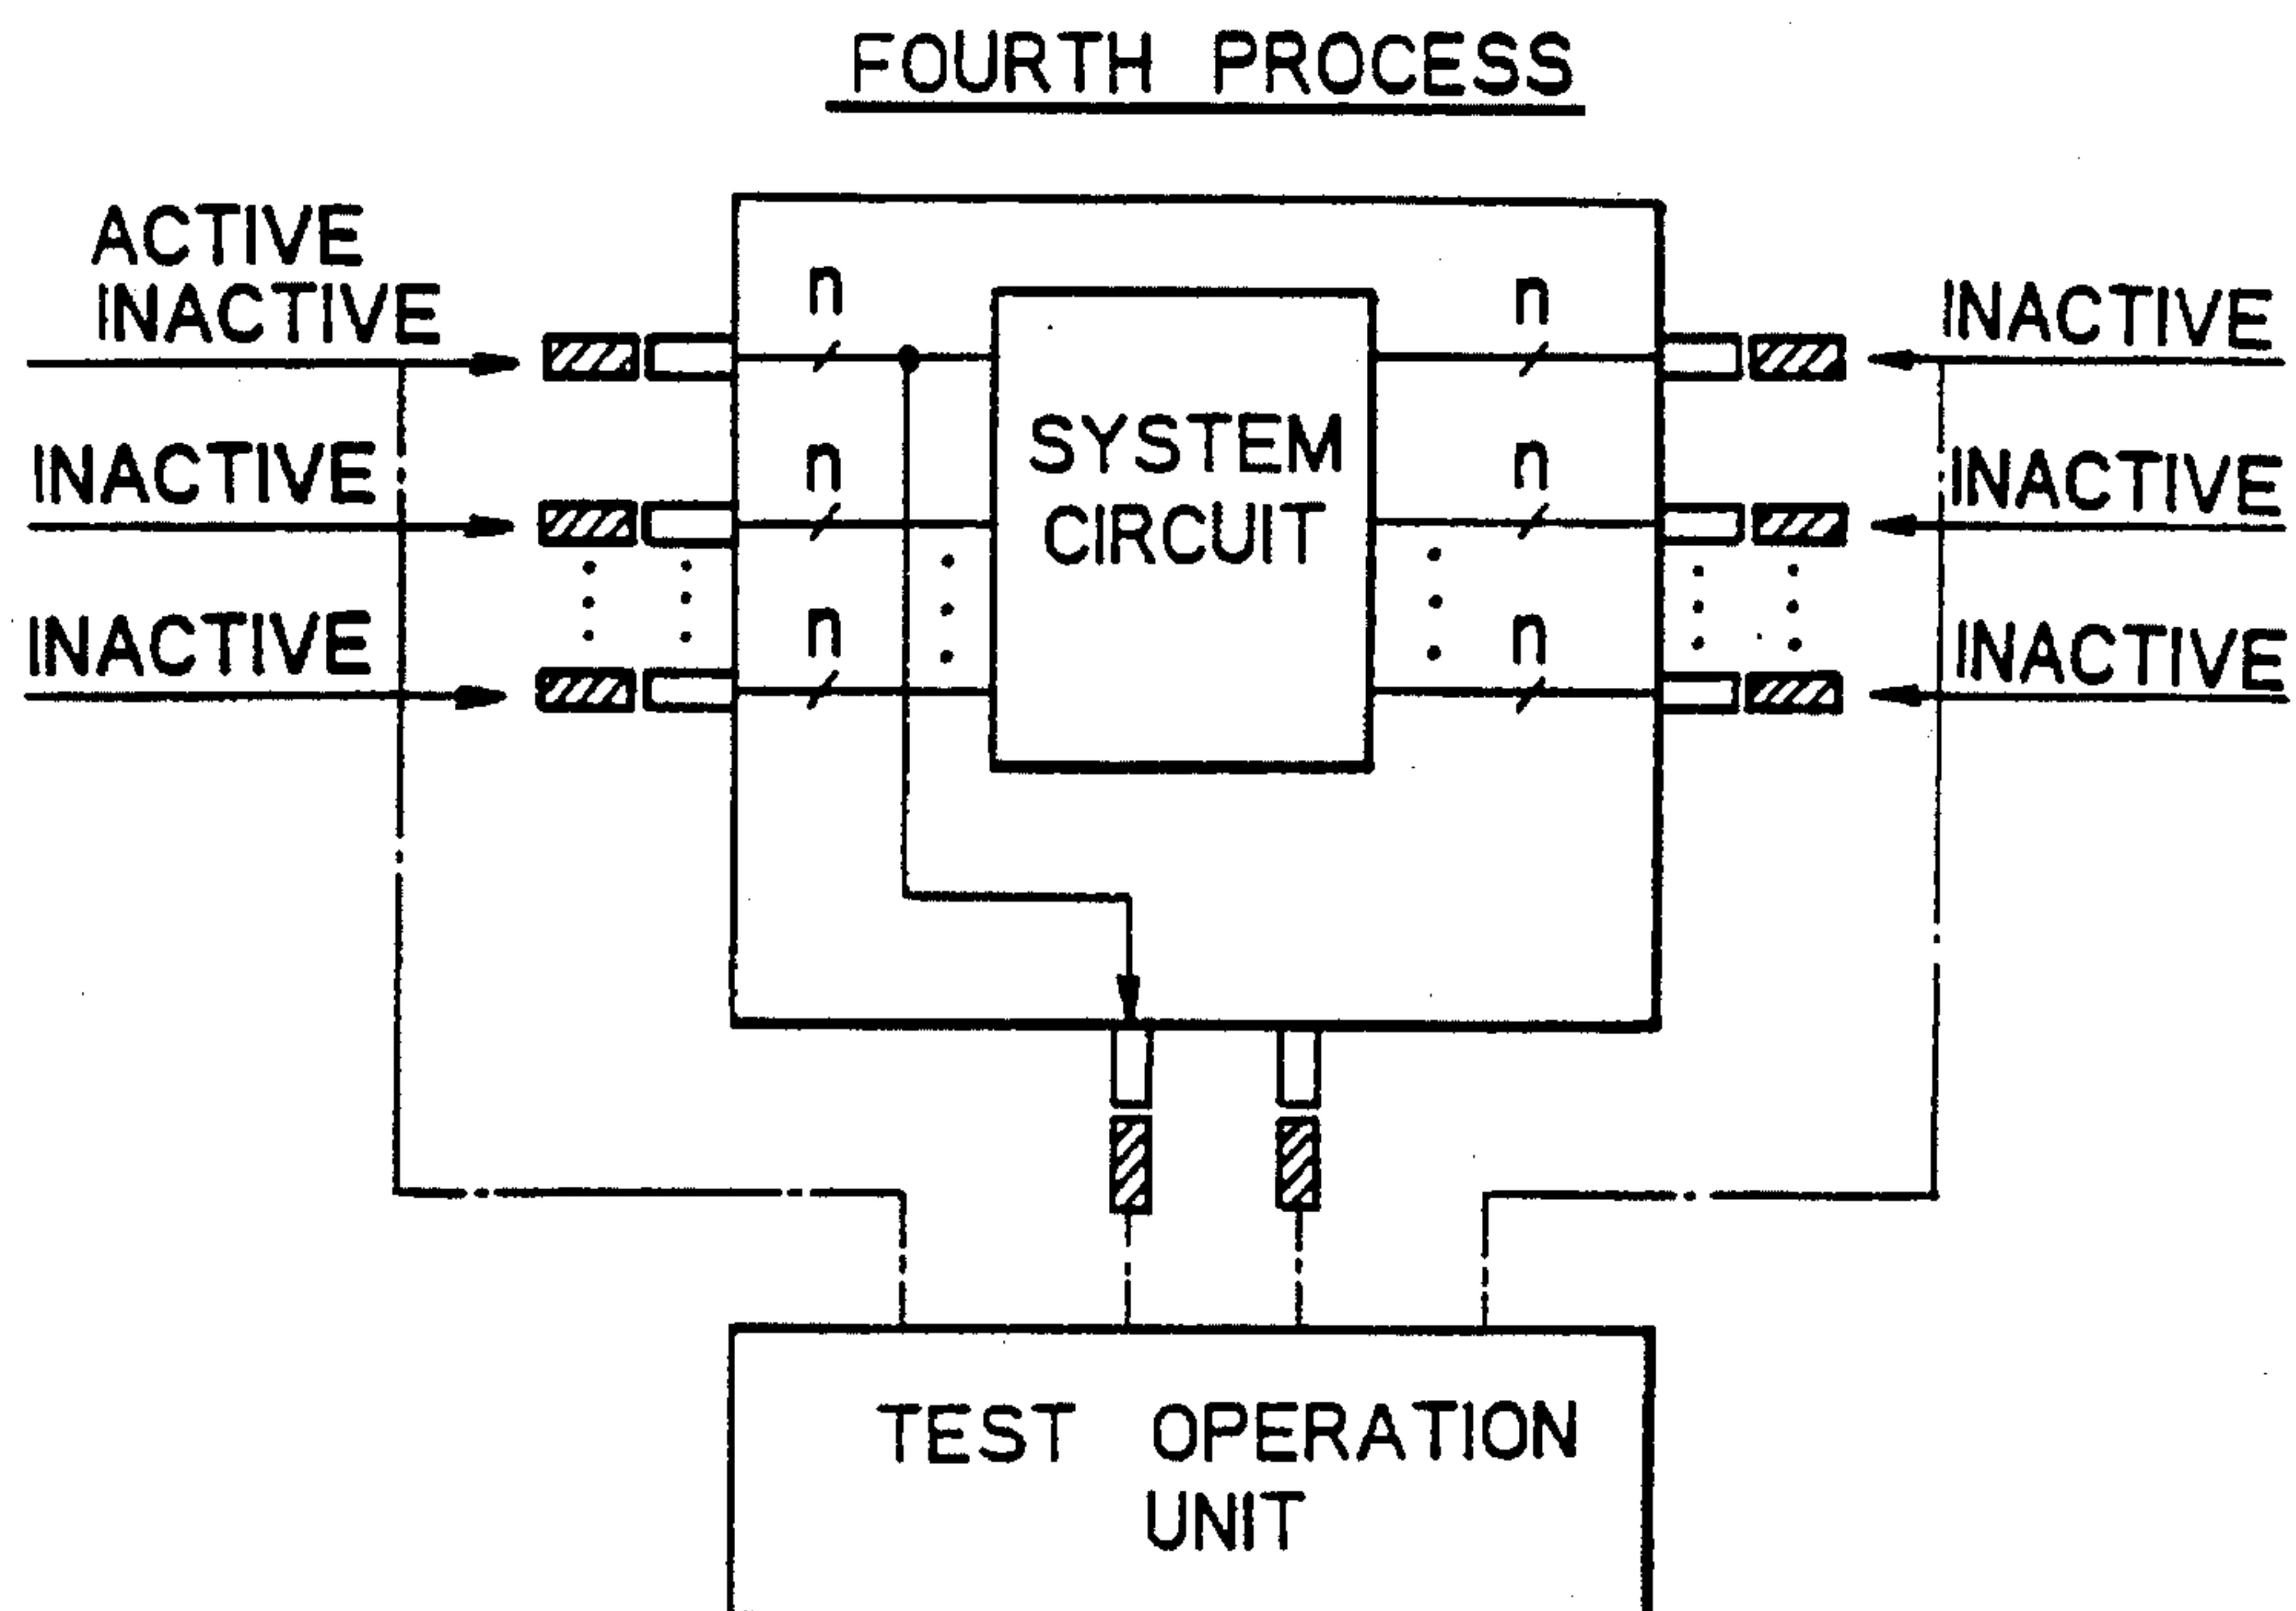 FOURTH PROCESS
ACTIVE
INACTIVE
INACTIVE
INACTIVE
n
n
n
SYSTEM
CIRCUIT
n
n
n
INACTIVE
INACTIVE
INACTIVE
TEST OPERATION
UNIT